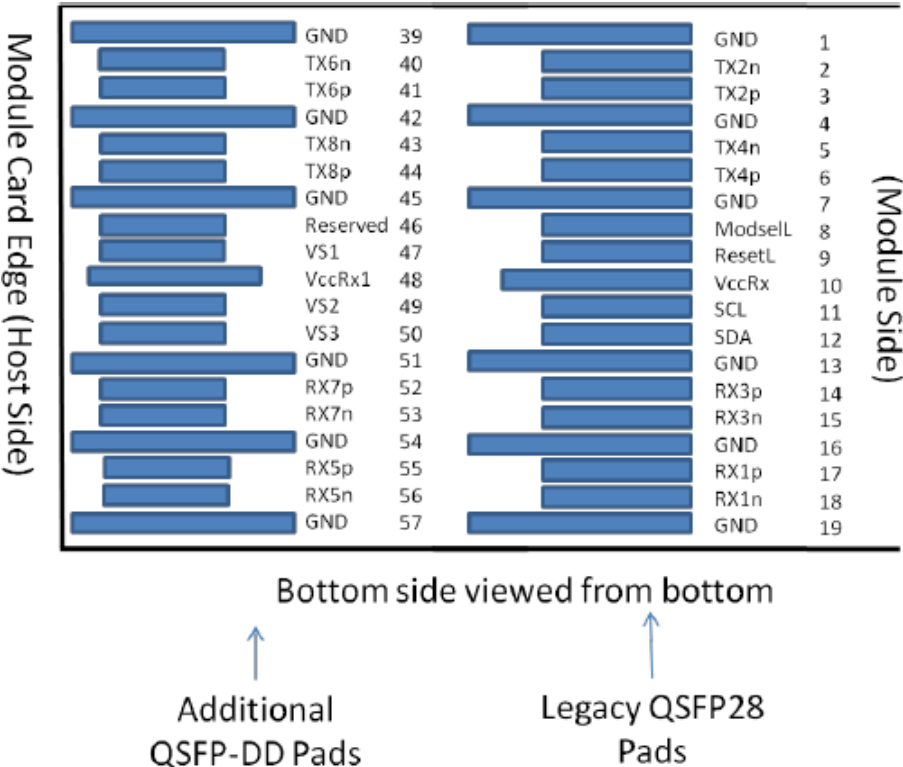 Module Card Edge (Host Side)
GND 39 GND 1
TX6n 40 TX2n 2
TX6p 41 TX2p 3
GND 42 GND 4
TX8n 43 TX4n 5
TX8p 44 TX4p 6
GND 45 GND 7
Reserved 46 ModselL 8
VS1 47 ResetL 9
VccRx1 48 VccRx 10
VS2 49 SCL 11
VS3 50 SDA 12
GND 51 GND 13
RX7p 52 RX3p 14
RX7n 53 RX3n 15
GND 54 GND 16
RX5p 55 RX1p 17
RX5n 56 RX1n 18
GND 57 GND 19
(Module Side)
Bottom side viewed from bottom
Additional
QSFP-DD Pads
Legacy QSFP28
Pads